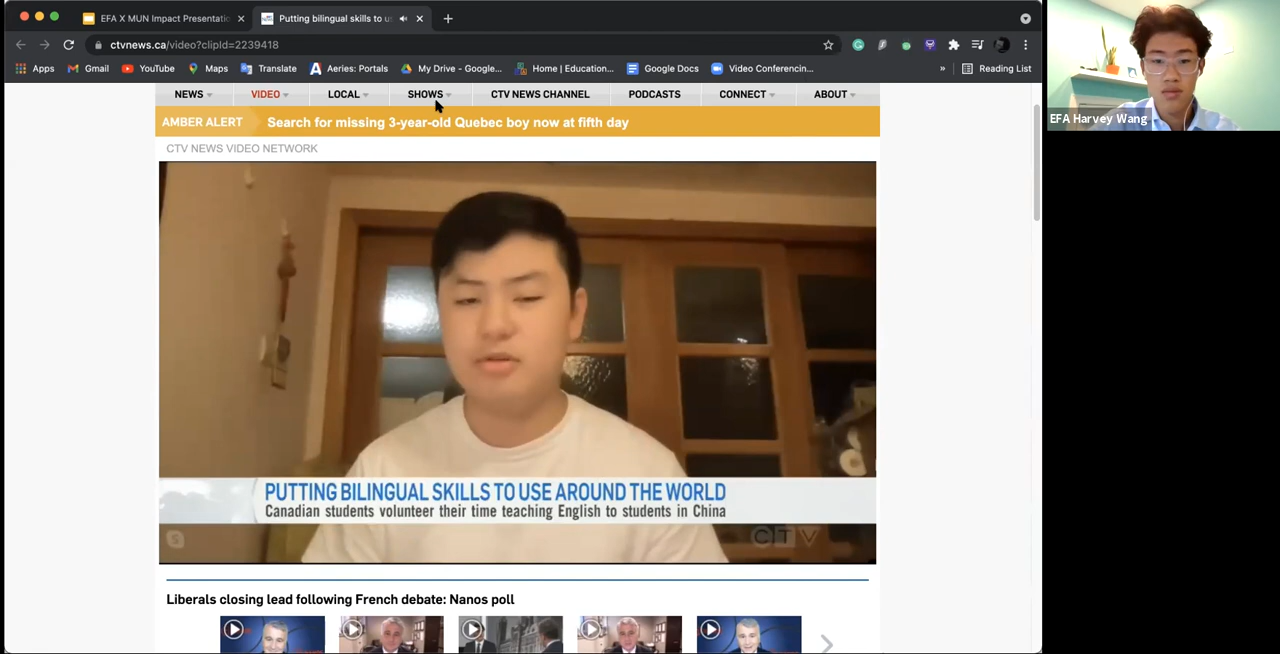 EFA X MUN Impact Presentatio
Putting bilingual skills to u
ctvnews.ca/video?clipId=2239418
Apps
Gmail
YouTube
Maps
Translate
Aeries: Portals
My Drive - Google...
Home | Education...
Google Docs
Video Conferencin...
»
Reading List
NEWS
VIDEO
LOCAL
SHOWS
CTV NEWS CHANNEL
PODCASTS
CONNECT
ABOUT
AMBER ALERT
Search for missing 3-year-old Quebec boy now at fifth day
CTV NEWS VIDEO NETWORK
PUTTING BILINGUAL SKILLS TO USE AROUND THE WORLD
Canadian students volunteer their time teaching English to students in China
CTV
Liberals closing lead following French debate: Nanos poll
EFA Harvey Wang